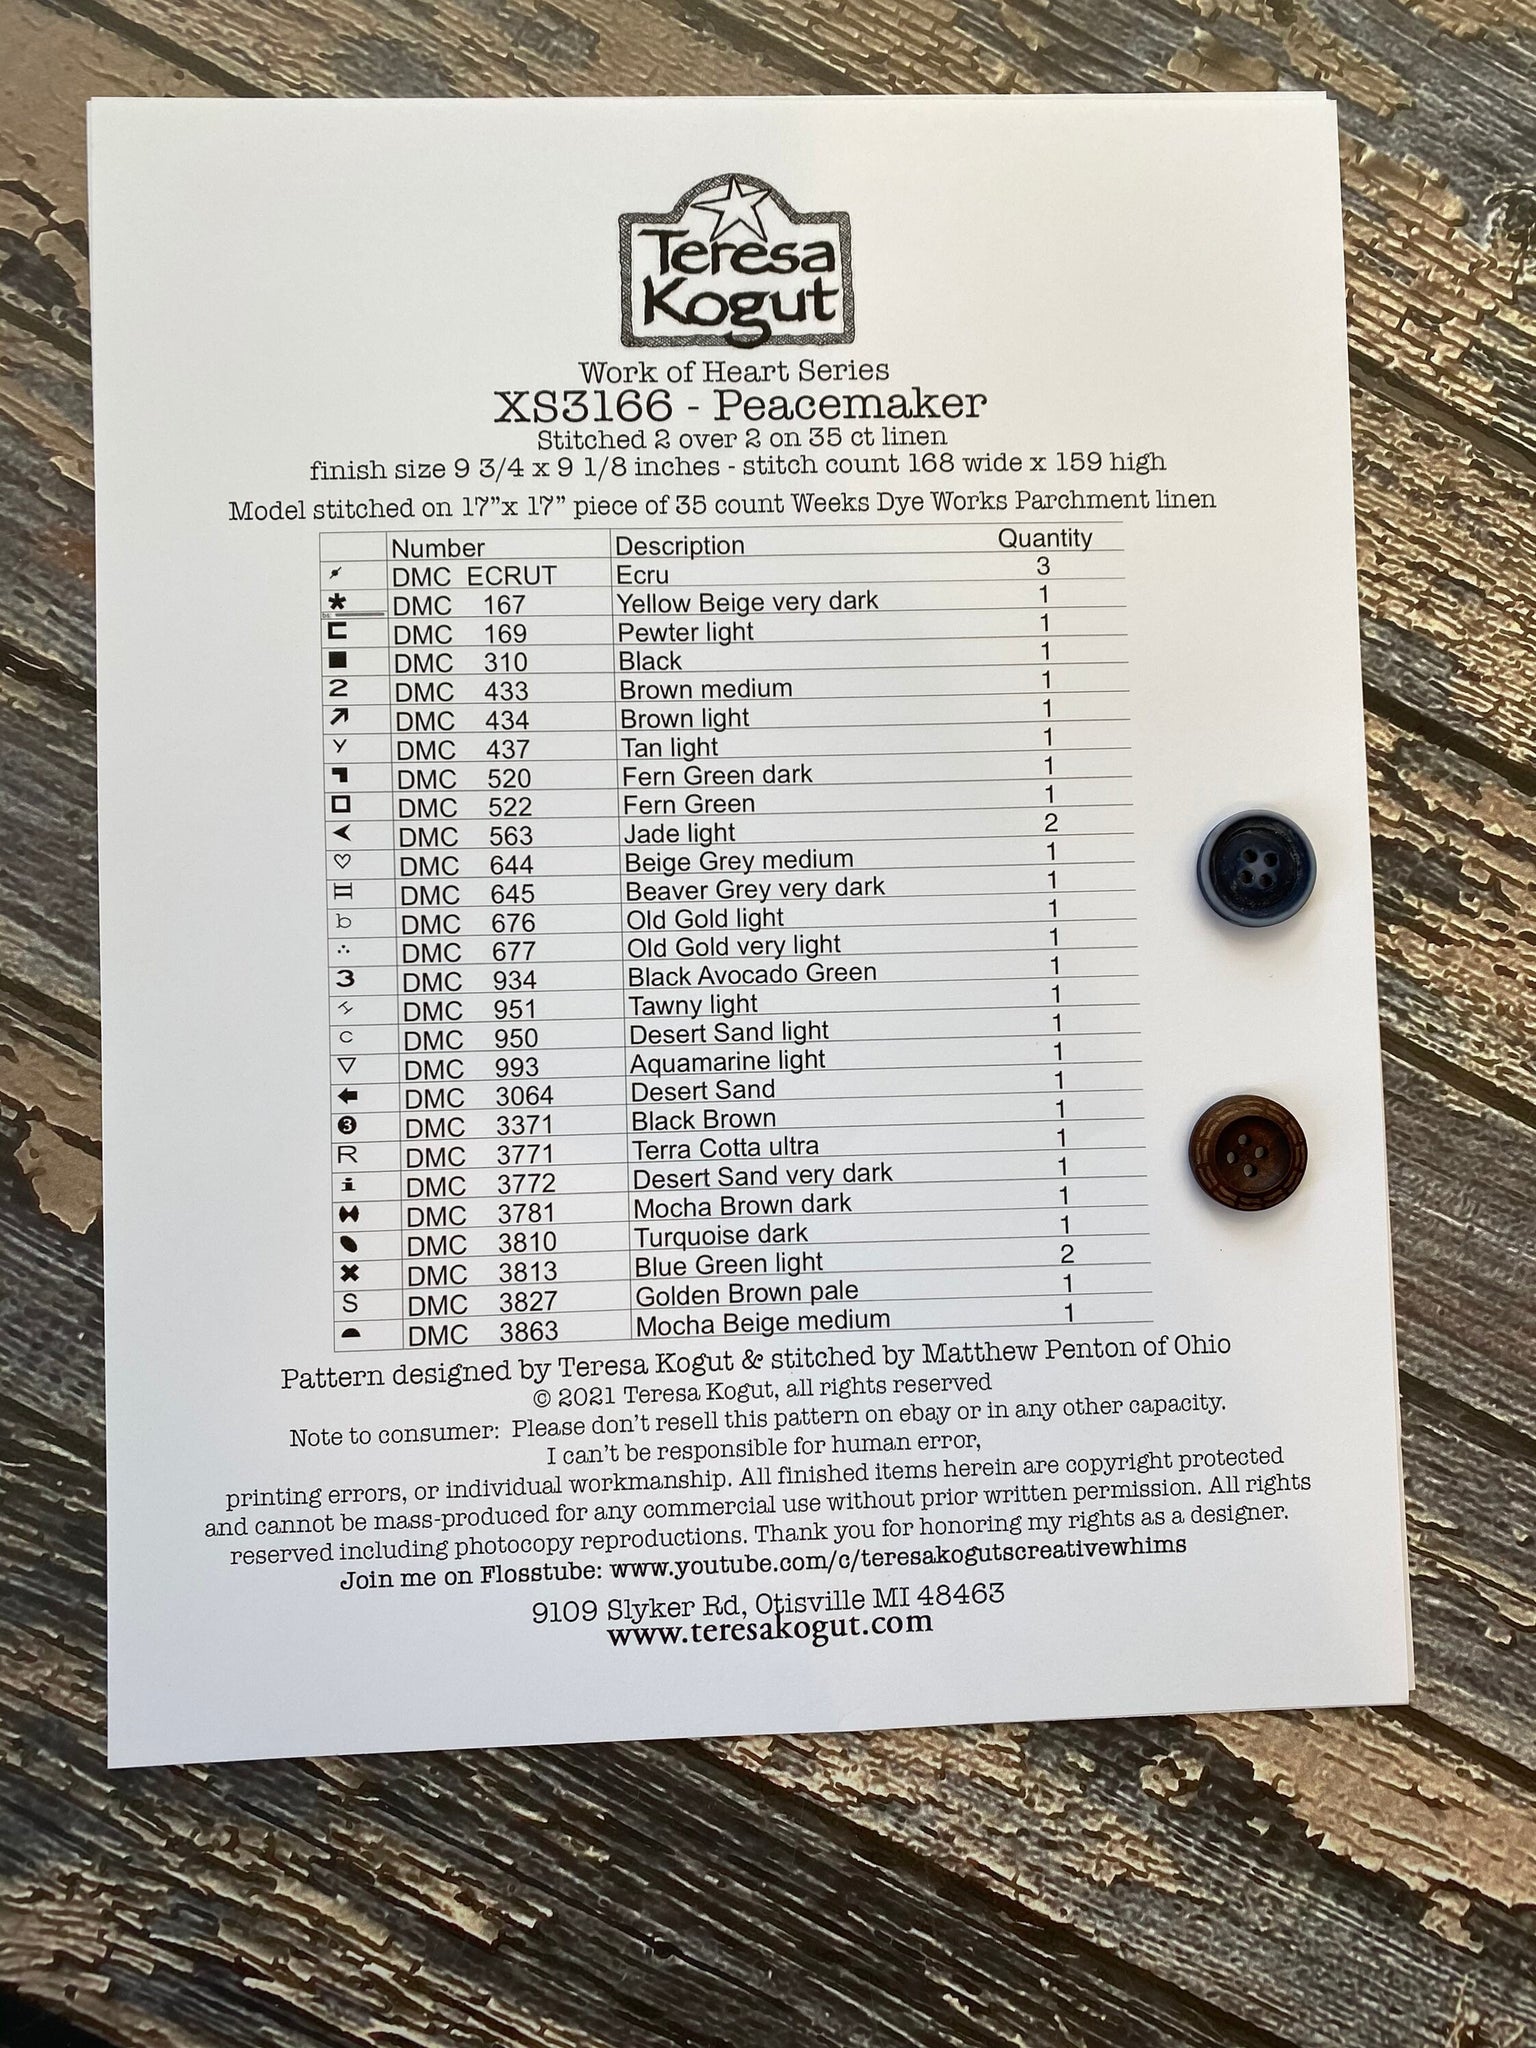 Teresa
Kogut
Work of Heart Series
XS3166 - Peacemaker
Stitched 2 over 2 on 35 ct linen
finish size 9 3/4 x 9 1/8 inches - stitch count 168 wide x 159 high
Model stitched on 17”x 17” piece of 35 count Weeks Dye Works Parchment linen
Number Description Quantity
DMC ECRUT Ecru 3
* DMC 167 Yellow Beige very dark 1
DMC 169 Pewter light 1
■ DMC 310 Black 1
2 DMC 433 Brown medium 1
DMC 434 Brown light 1
Y DMC 437 Tan light 1
DMC 520 Fern Green dark 1
DMC 522 Fern Green 1
DMC 563 Jade light 2
♡ DMC 644 Beige Grey medium 1
DMC 645 Beaver Grey very dark 1
b DMC 676 Old Gold light 1
DMC 677 Old Gold very light 1
3 DMC 934 Black Avocado Green 1
DMC 951 Tawny light 1
c DMC 950 Desert Sand light 1
▽ DMC 993 Aquamarine light 1
DMC 3064 Desert Sand 1
❸ DMC 3371 Black Brown 1
R DMC 3771 Terra Cotta ultra 1
i DMC 3772 Desert Sand very dark 1
DMC 3781 Mocha Brown dark 1
DMC 3810 Turquoise dark 1
✖ DMC 3813 Blue Green light 2
S DMC 3827 Golden Brown pale 1
DMC 3863 Mocha Beige medium 1
Pattern designed by Teresa Kogut & stitched by Matthew Penton of Ohio
© 2021 Teresa Kogut, all rights reserved
Note to consumer: Please don’t resell this pattern on ebay or in any other capacity.
I can’t be responsible for human error,
printing errors, or individual workmanship. All finished items herein are copyright protected
and cannot be mass-produced for any commercial use without prior written permission. All rights
reserved including photocopy reproductions. Thank you for honoring my rights as a designer.
Join me on Flosstube: www.youtube.com/c/teresakogutscreativewhims
9109 Slyker Rd, Otisville MI 48463
www.teresakogut.com